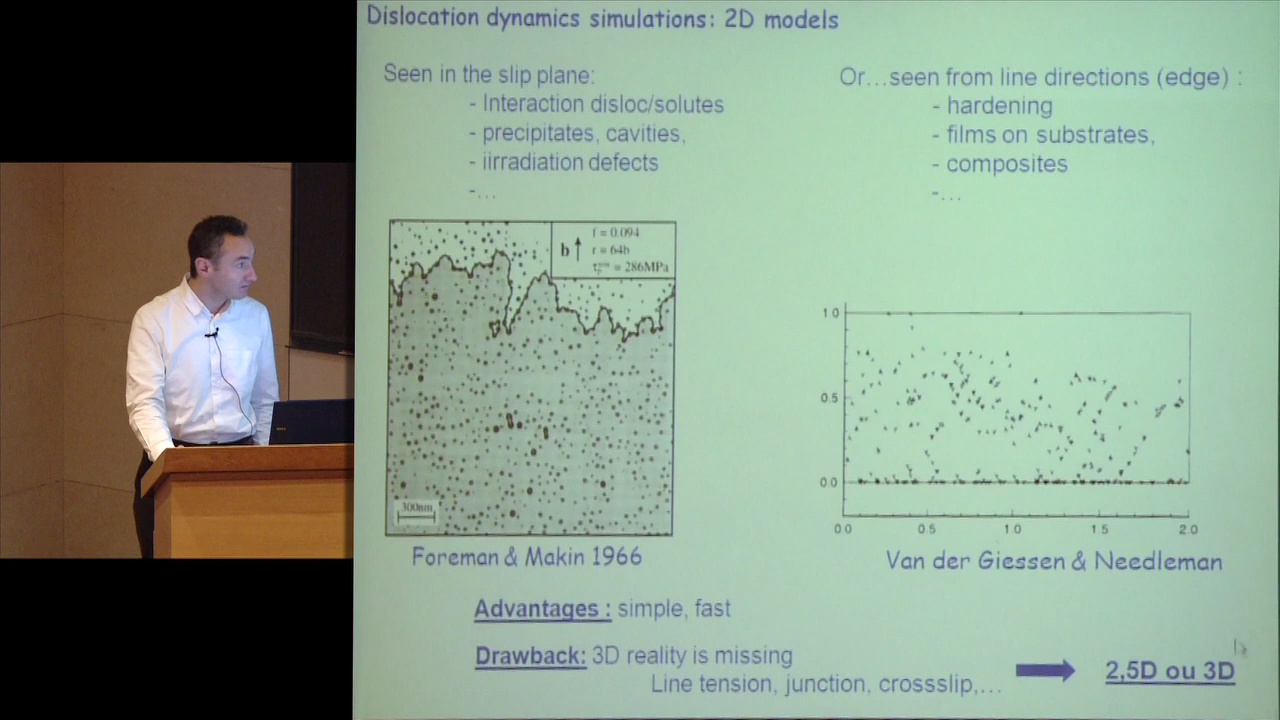 Dislocation dynamics simulations: 2D models
Seen in the slip plane:
- Interaction disloc/solutes
- precipitates, cavities,
- iirradiation defects
-...
Or...seen from line directions (edge) :
- hardening
- films on substrates,
- composites
-...
b
f = 0.094
r = 64b
= 286MPa
300nm
Foreman & Makin 1966
1.0
0.5
0.0
0.0 0.5 1.0 1.5 2.0
Van der Giessen & Needleman
Advantages : simple, fast
Drawback: 3D reality is missing
Line tension, junction, crossslip,...
2,5D ou 3D